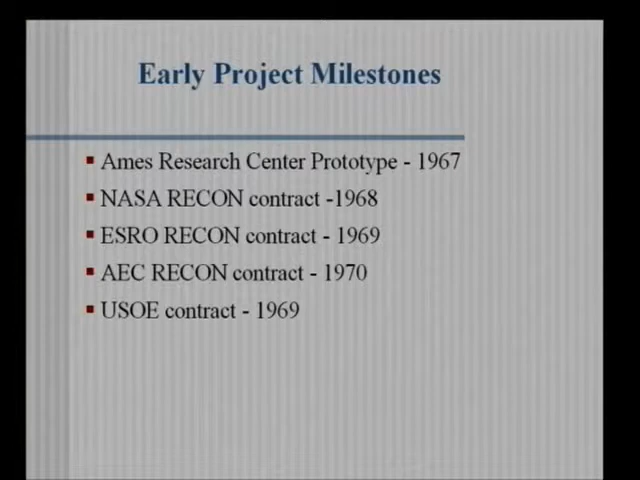 Early Project Milestones
Ames Research Center Prototype - 1967
NASA RECON contract -1968
ESRO RECON contract - 1969
AEC RECON contract - 1970
USOE contract - 1969